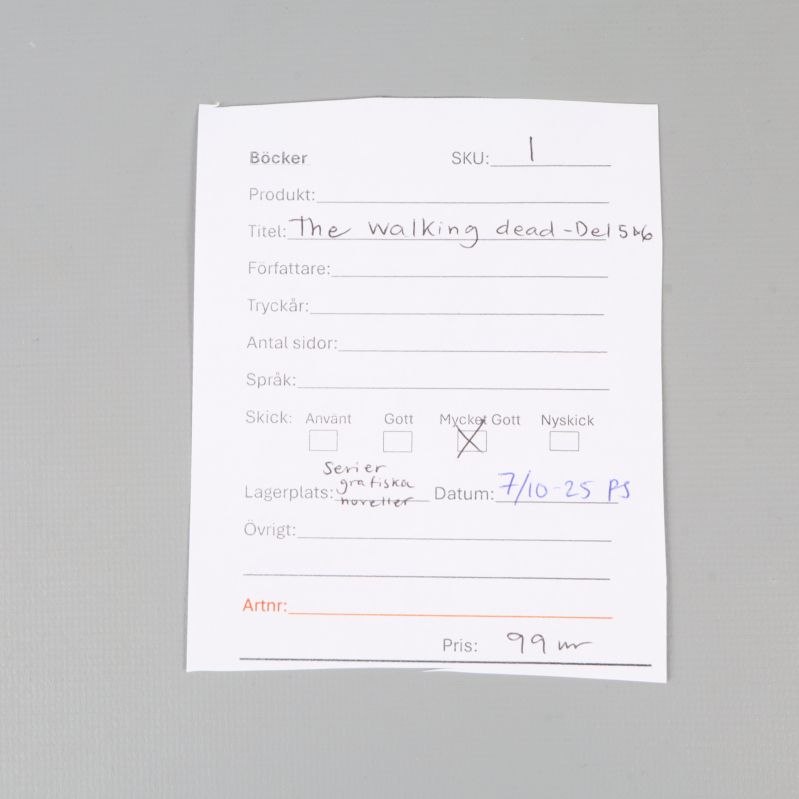 Böcker SKU: 1
Produkt:
Titel: The walking dead - Del 5 & 6
Författare:
Tryckår:
Antal sidor:
Språk:
Skick: Använt Gott Mycket Gott Nyskick
Serier
grafiska
Lagerplats: noveller Datum: 7/10-25 PS
Övrigt:
Artnr:
Pris: 99 kr